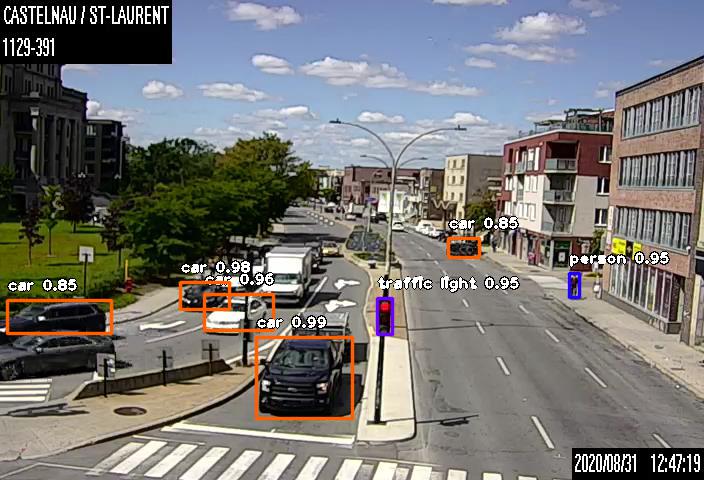 CASTELNAU / ST-LAURENT
1129-391
car 0.85
person 0.95
car 0.98
car 0.96
traffic light 0.95
car 0.85
car 0.99
2020/08/31 12:47:19